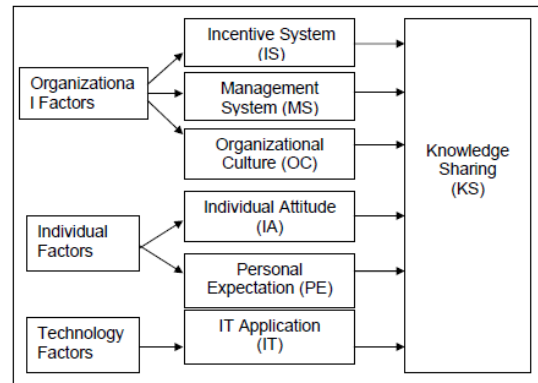 Incentive System
(IS)
Organizationa
l Factors
Management
System (MS)
Organizational
Culture (OC)
Knowledge
Sharing
(KS)
Individual Attitude
(IA)
Individual
Factors
Personal
Expectation (PE)
Technology
Factors
IT Application
(IT)